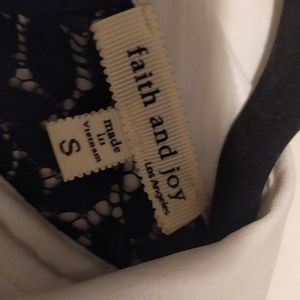 faith and joy
Los Angeles
made
in
Vietnam
S